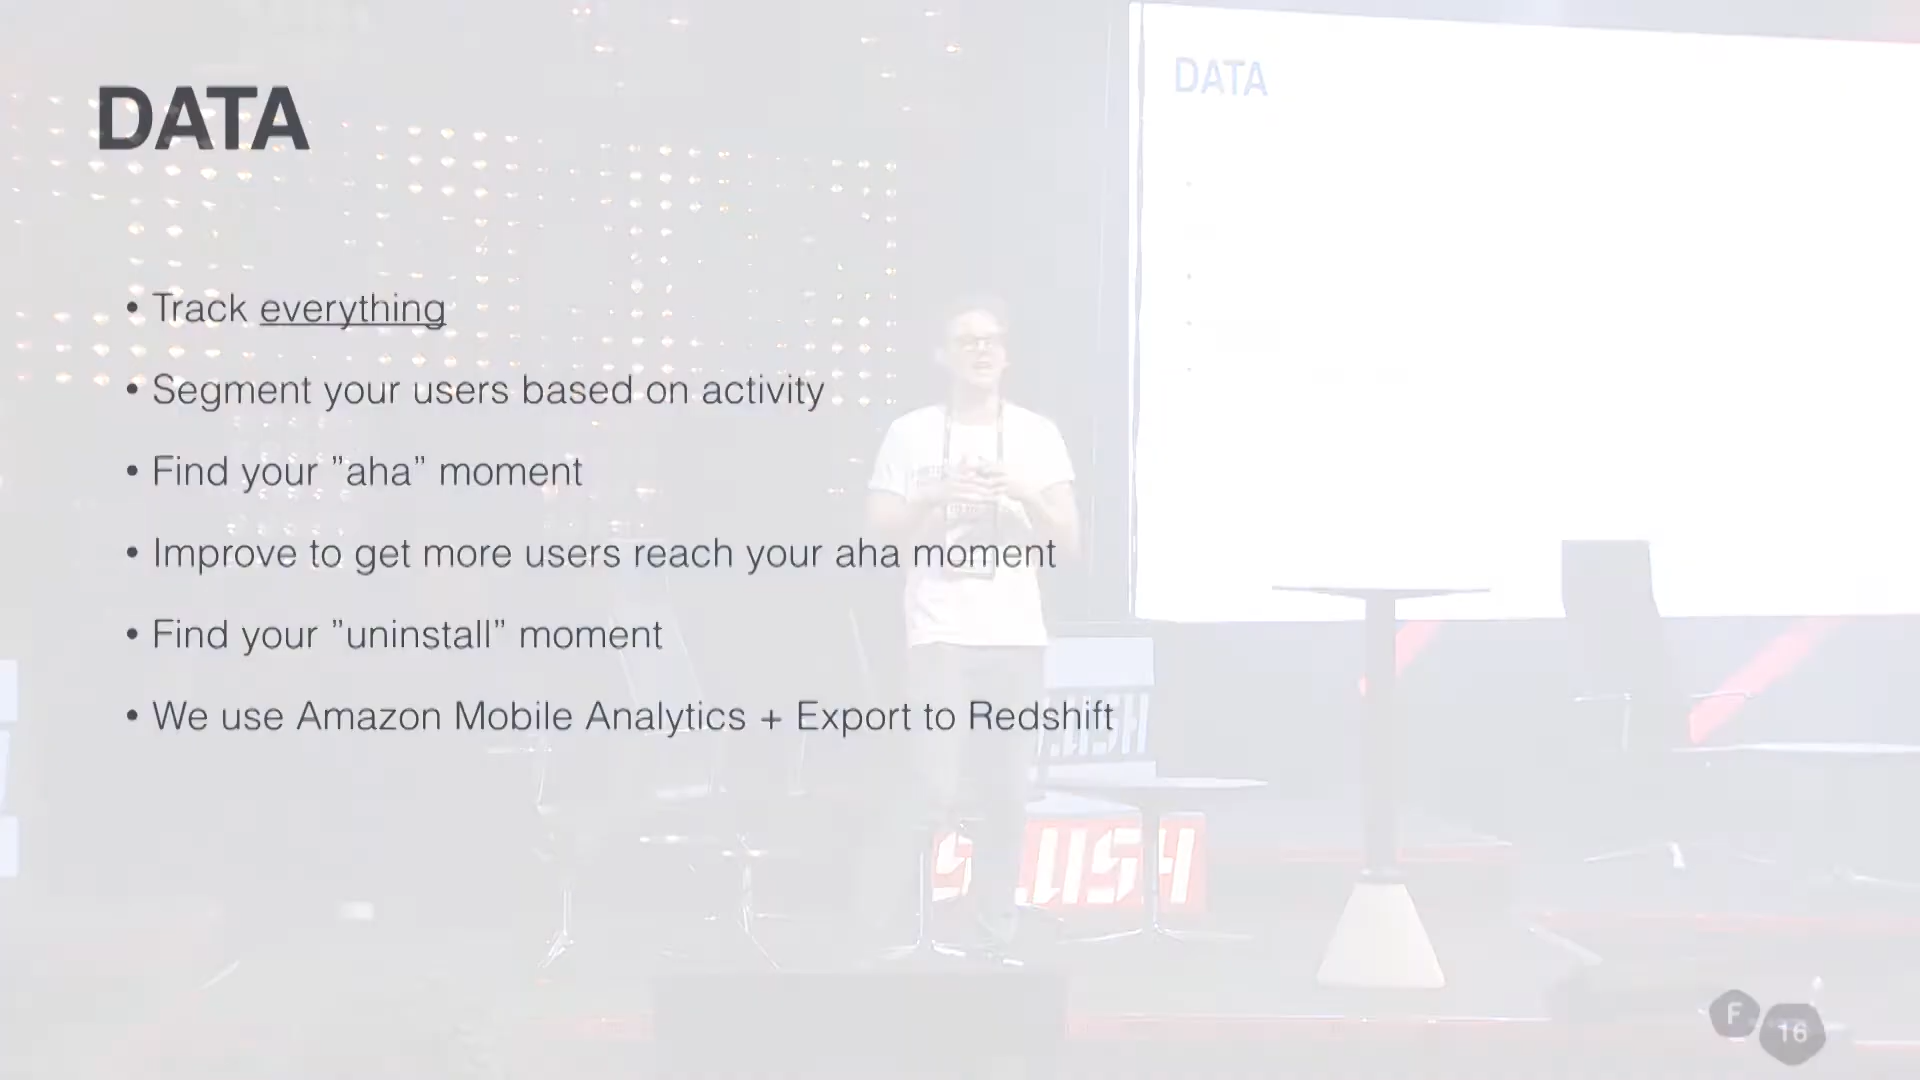 DATA
DATA
• Track everything
• Segment your users based on activity
• Find your ”aha” moment
• Improve to get more users reach your aha moment
• Find your ”uninstall” moment
• We use Amazon Mobile Analytics + Export to Redshift
SLUSH
F
16